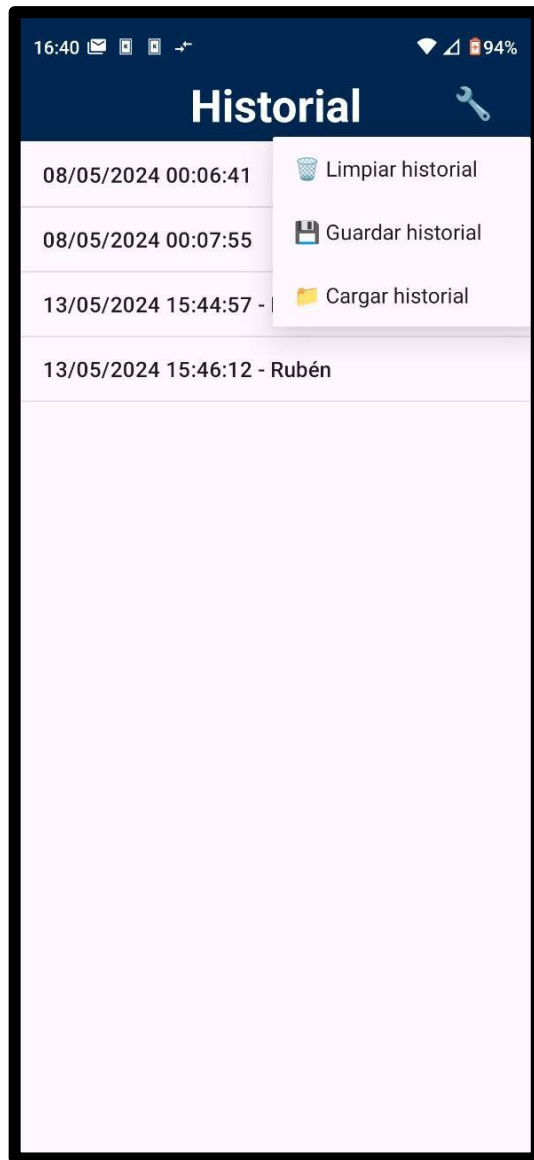 16:40 94%
Historial
08/05/2024 00:06:41
Limpiar historial
08/05/2024 00:07:55
Guardar historial
13/05/2024 15:44:57 -
Cargar historial
13/05/2024 15:46:12 - Rubén